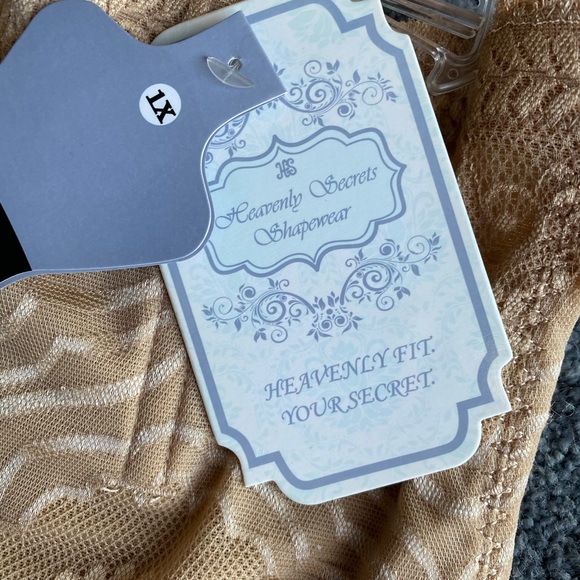 1X
HS
Heavenly Secrets
Shapewear
HEAVENLY FIT.
YOUR SECRET.